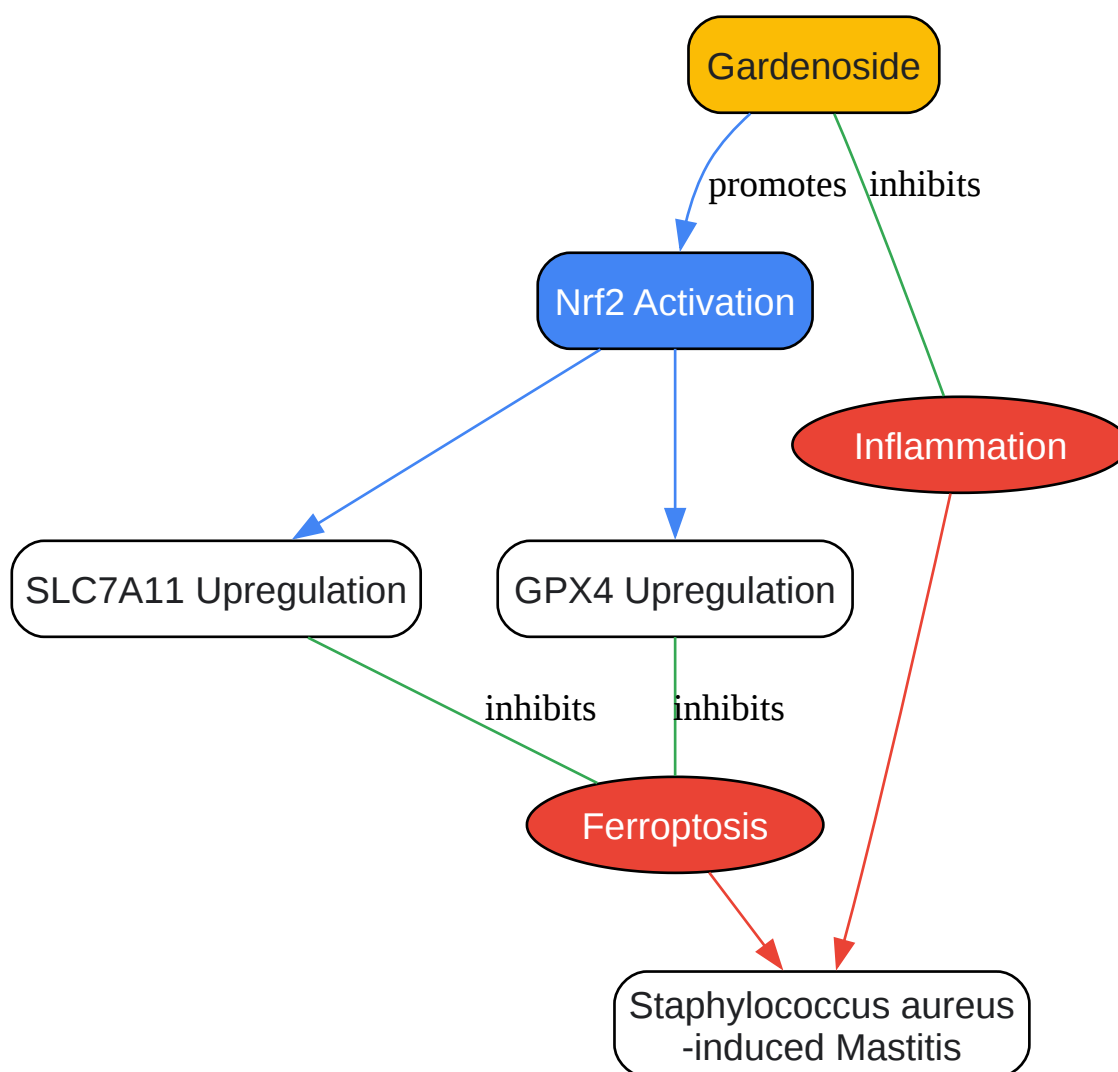 Gardenoside
promotes
inhibits
Nrf2 Activation
Inflammation
SLC7A11 Upregulation
GPX4 Upregulation
inhibits
inhibits
Ferroptosis
Staphylococcus aureus
-induced Mastitis